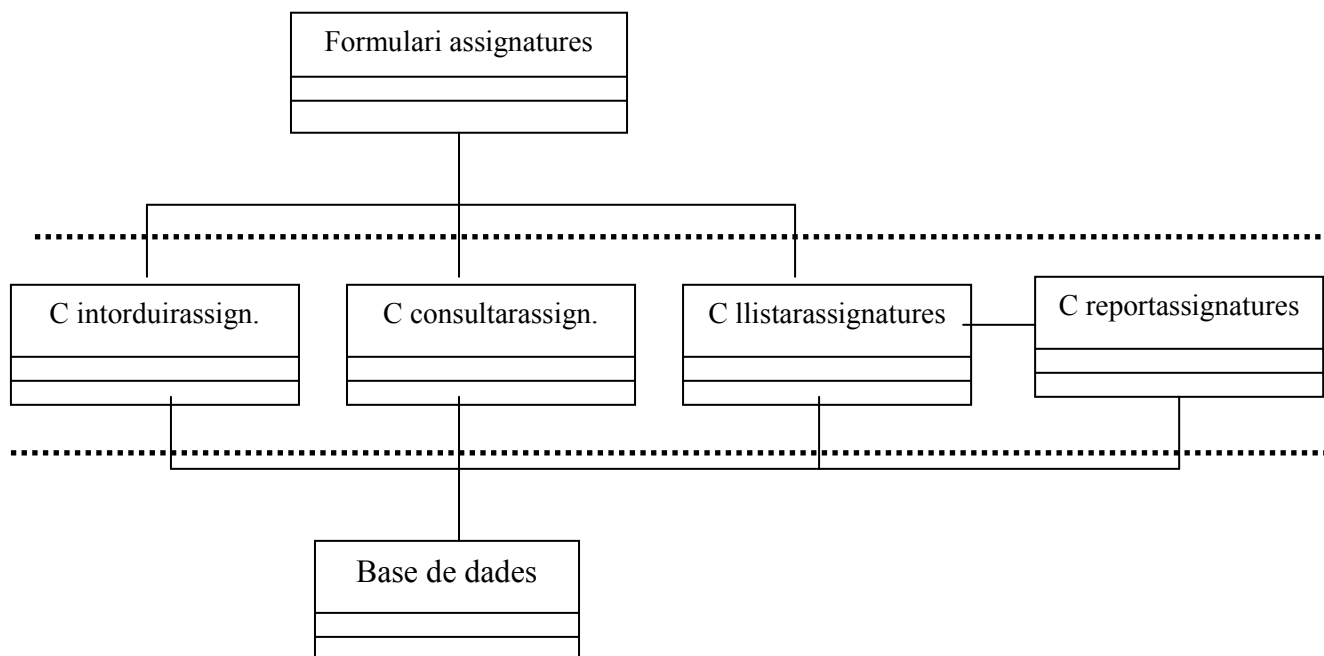 Formulari assignatures
C intorduirassign.
C consultarassign.
C llistarassignatures
C reportassignatures
Base de dades